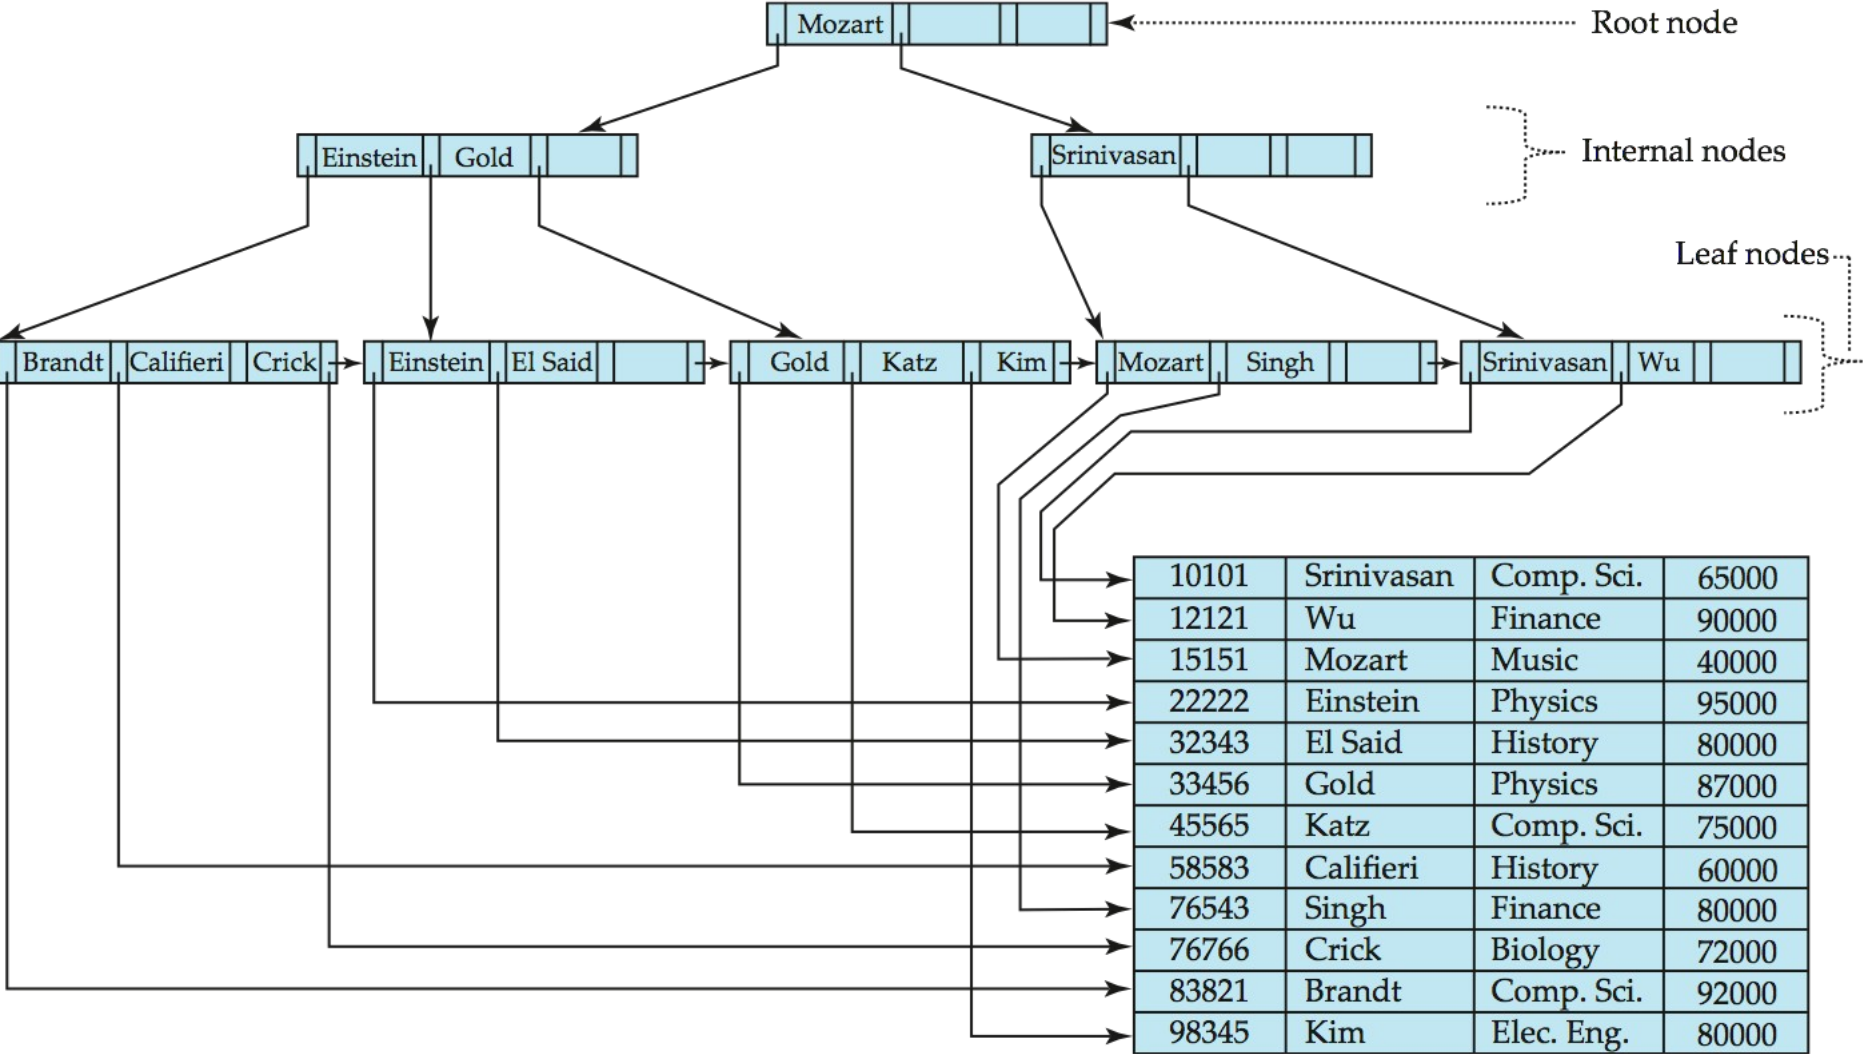 Mozart Root node
Einstein Gold Srinivasan Internal nodes
Leaf nodes
Brandt Califieri Crick Einstein El Said Gold Katz Kim Mozart Singh Srinivasan Wu
10101 Srinivasan Comp. Sci. 65000
12121 Wu Finance 90000
15151 Mozart Music 40000
22222 Einstein Physics 95000
32343 El Said History 80000
33456 Gold Physics 87000
45565 Katz Comp. Sci. 75000
58583 Califieri History 60000
76543 Singh Finance 80000
76766 Crick Biology 72000
83821 Brandt Comp. Sci. 92000
98345 Kim Elec. Eng. 80000